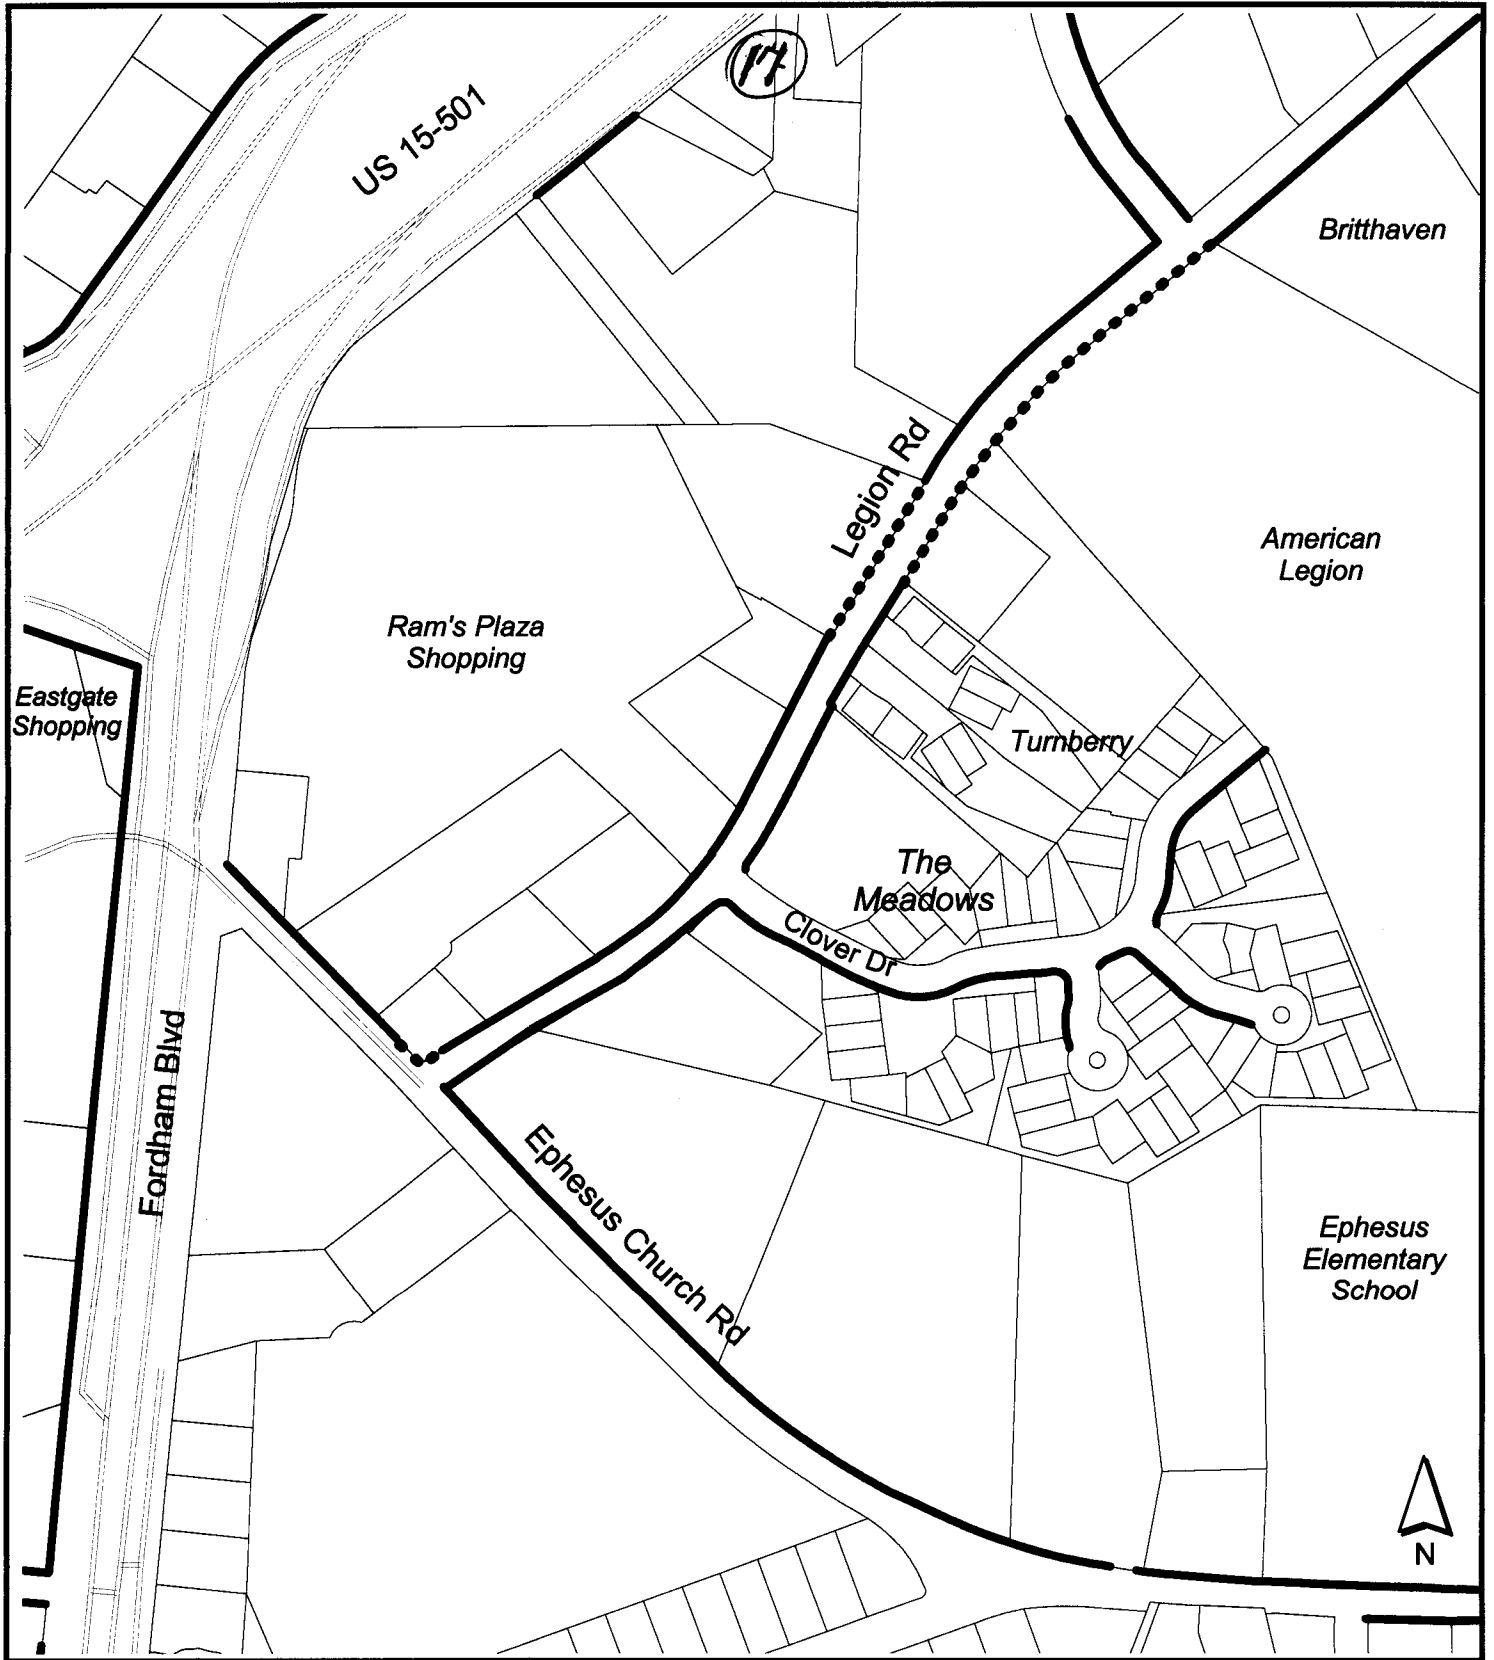 17
US 15-501
Britthaven
Legion Rd
American
Legion
Ram's Plaza
Shopping
Eastgate
Shopping
Turnberry
The
Meadows
Clover Dr
Fordham Blvd
Ephesus Church Rd
Ephesus
Elementary
School
N